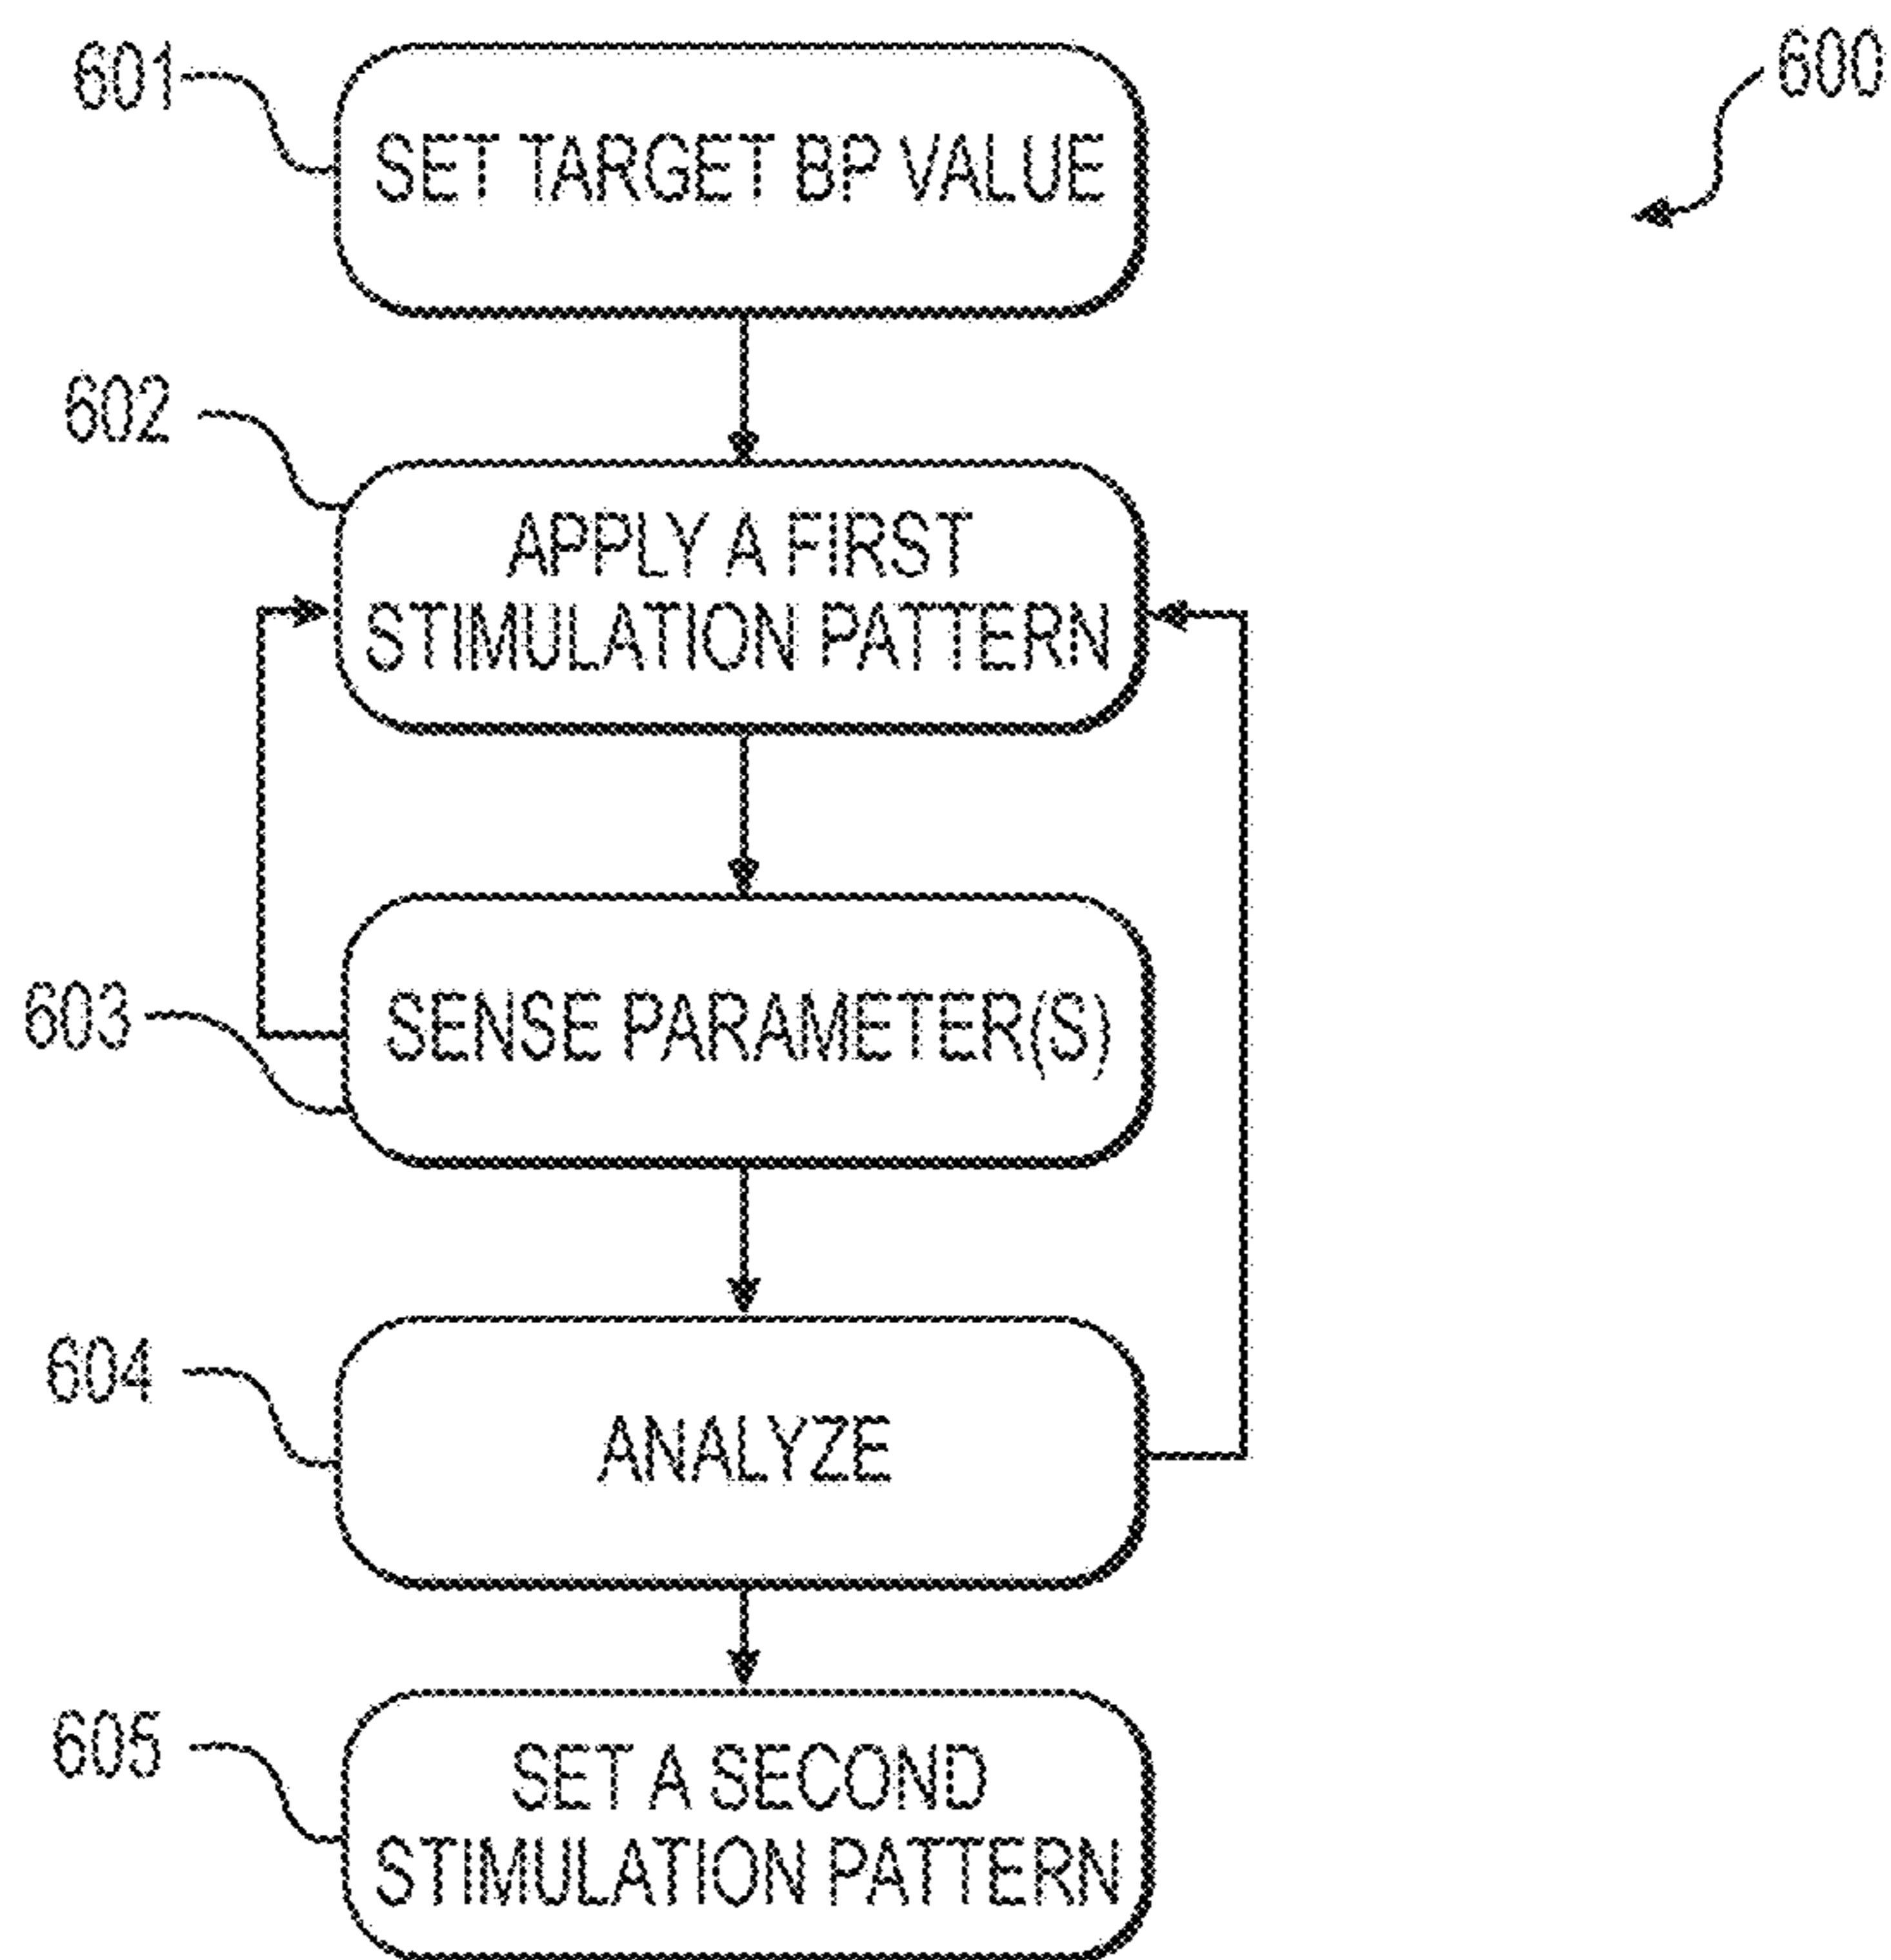 601
600
SET TARGET BP VALUE
602
APPLY A FIRST
STIMULATION PATTERN
603
SENSE PARAMETER(S)
604
ANALYZE
605
SET A SECOND
STIMULATION PATTERN